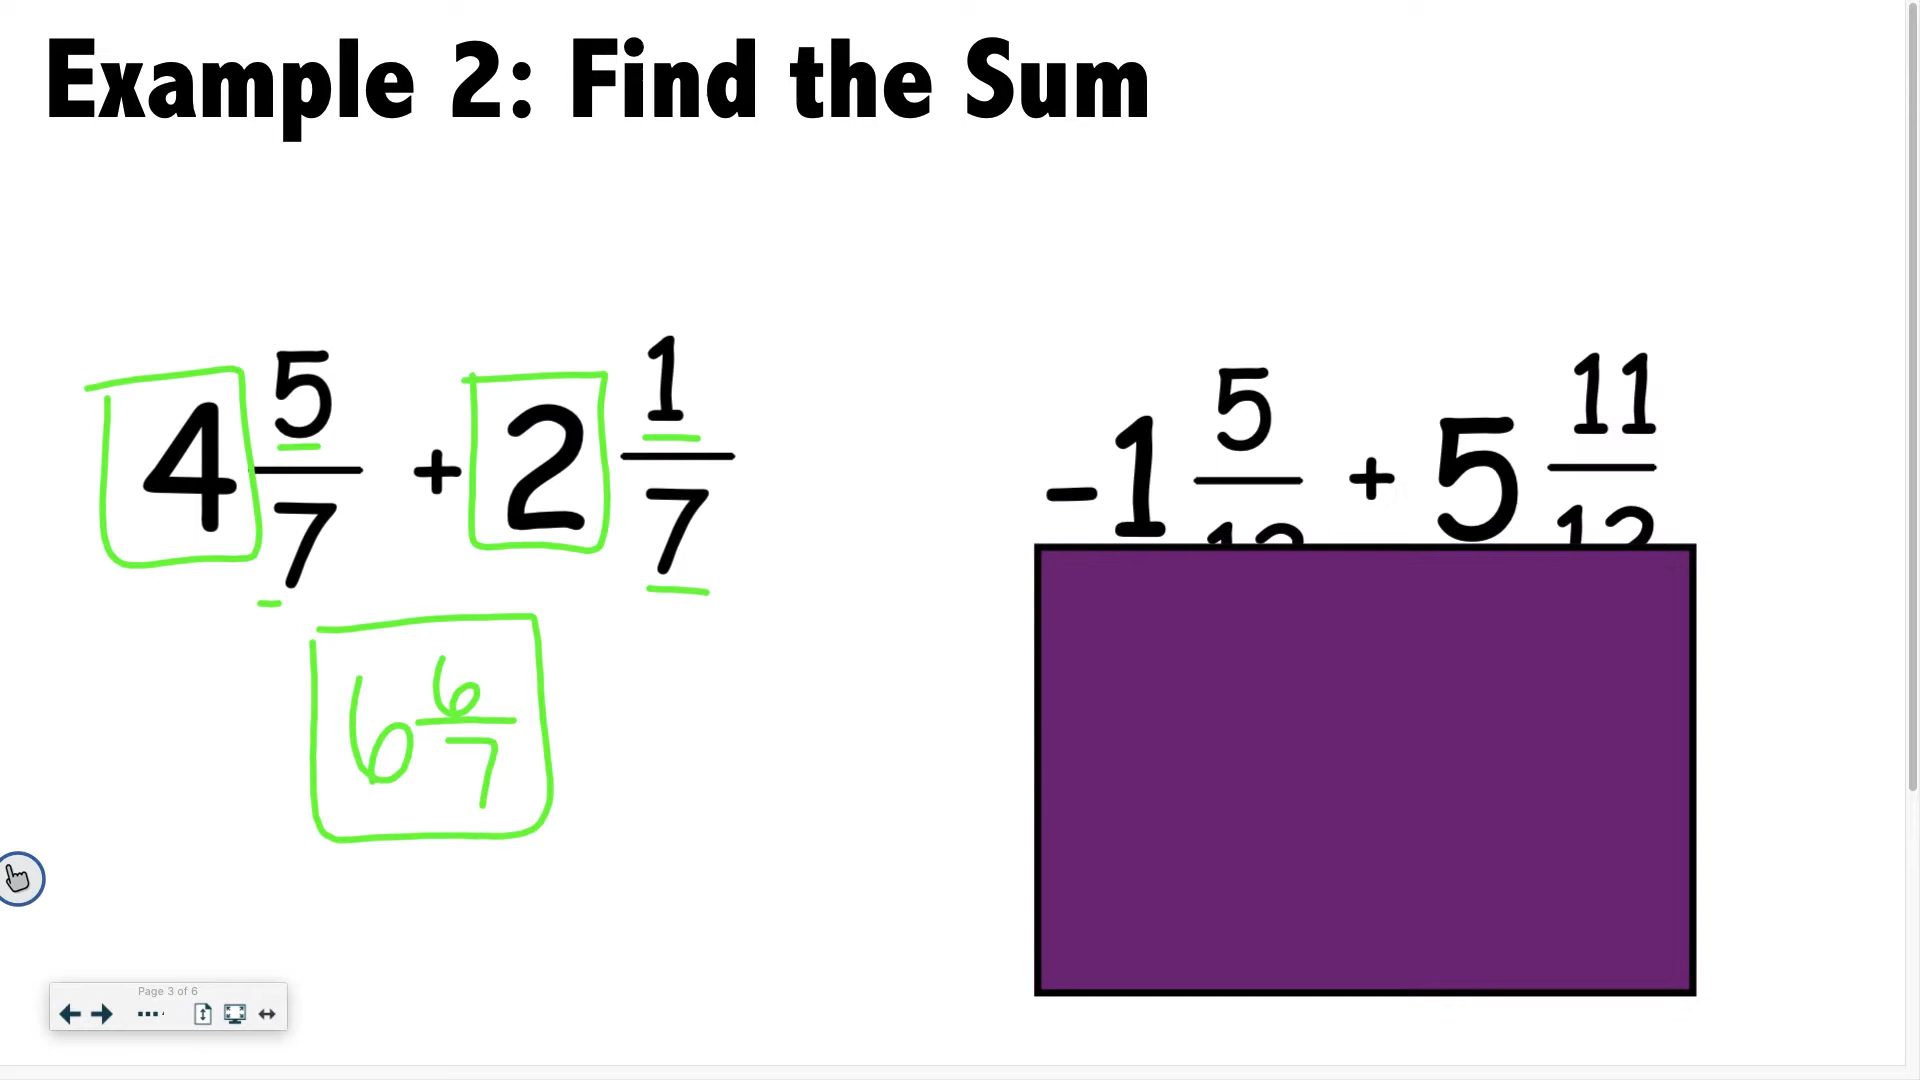 Example 2: Find the Sum
4 5/7 + 2 1/7
6 6/7
-1 5/ + 5 11/
Page 3 of 6